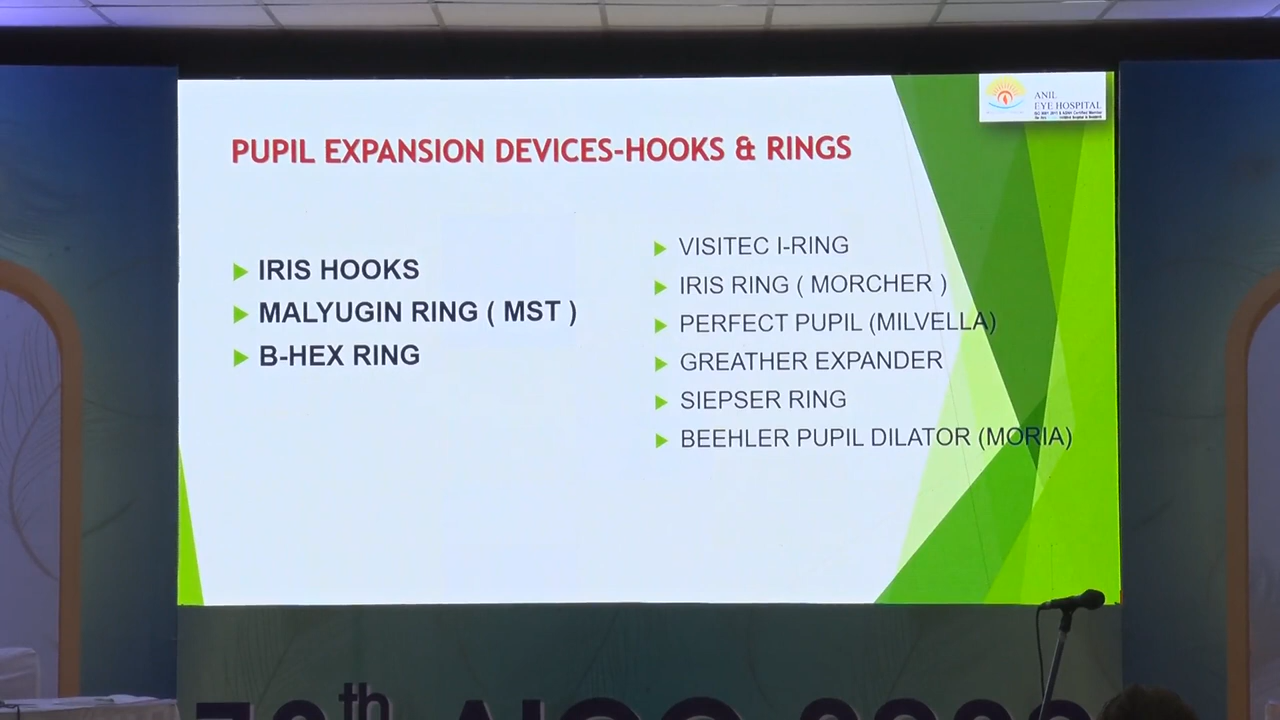 ANIL
EYE HOSPITAL
PUPIL EXPANSION DEVICES-HOOKS & RINGS
IRIS HOOKS
MALYUGIN RING ( MST )
B-HEX RING
VISITEC I-RING
IRIS RING ( MORCHER )
PERFECT PUPIL (MILVELLA)
GREATHER EXPANDER
SIEPSER RING
BEEHLER PUPIL DILATOR (MORIA)